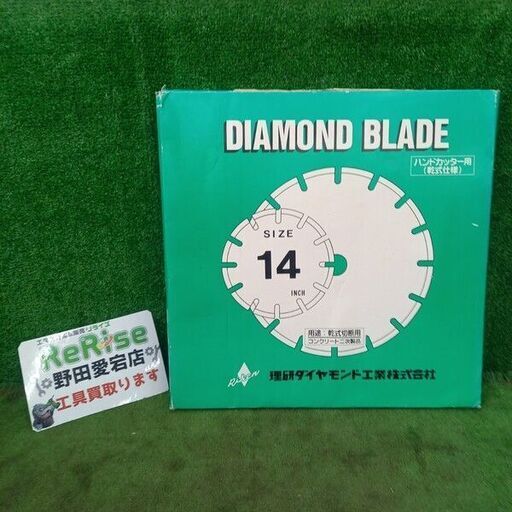 DIAMOND BLADE
ハンドカッター用
(乾式仕様)
SIZE
14
INCH
用途:乾式切断用
コンクリート二次製品
理研ダイヤモンド工業株式会社
ReRise
野田愛宕店
工具買取ります